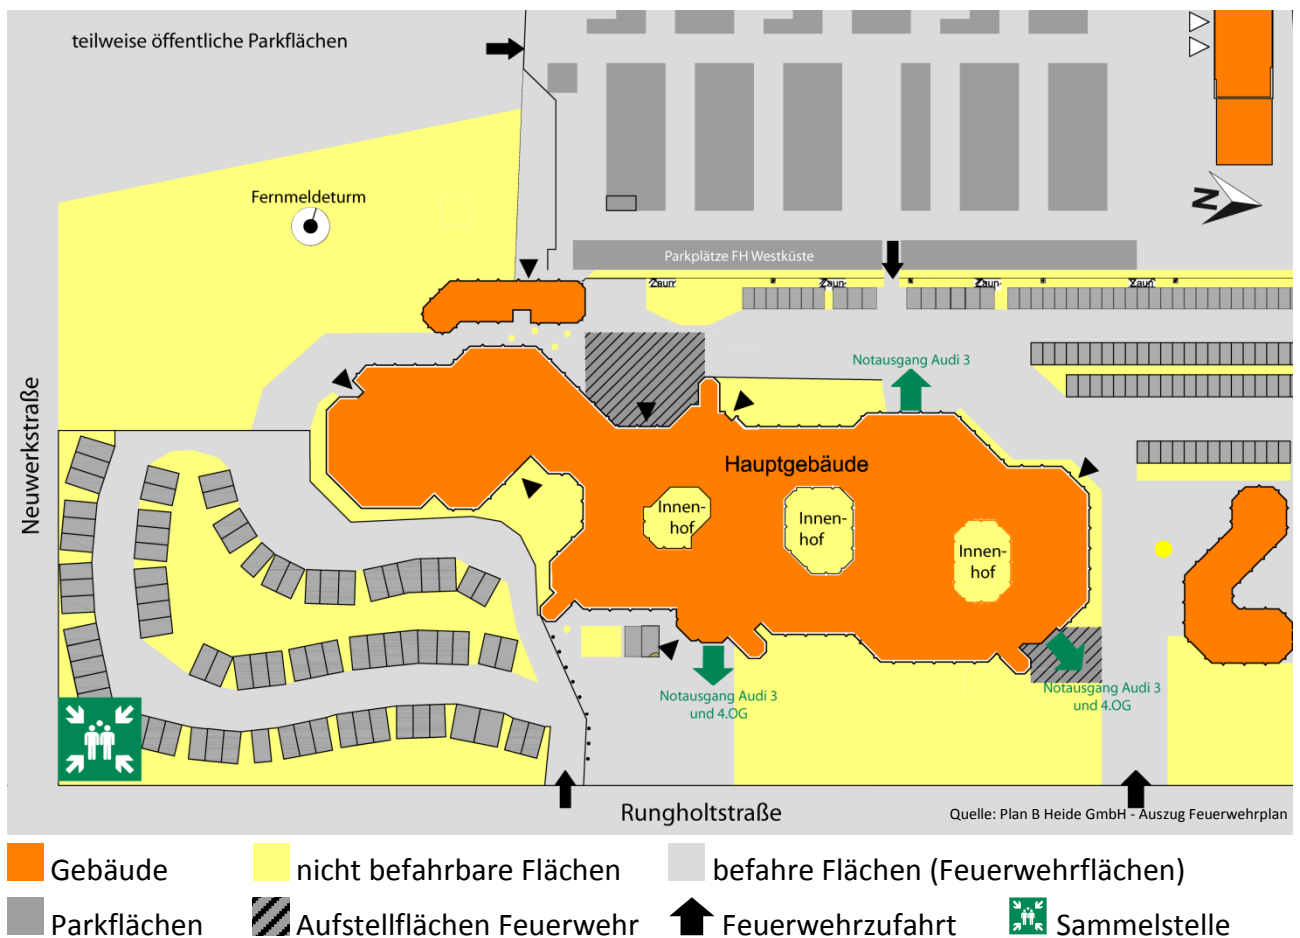 teilweise öffentliche Parkflächen
Fernmeldeturm
N
Parkplätze FH Westküste
Zaun
Zaun
Zaun
Zaun
Notausgang Audi 3
Neuwerkstraße
Hauptgebäude
Innen-
hof
Innen-
hof
Innen-
hof
Notausgang Audi 3
und 4.OG
Notausgang Audi 3
und 4.OG
Rungholtstraße
Quelle: Plan B Heide GmbH - Auszug Feuerwehrplan
Gebäude
nicht befahrbare Flächen
befahre Flächen (Feuerwehrflächen)
Parkflächen
Aufstellflächen Feuerwehr
Feuerwehrzufahrt
Sammelstelle